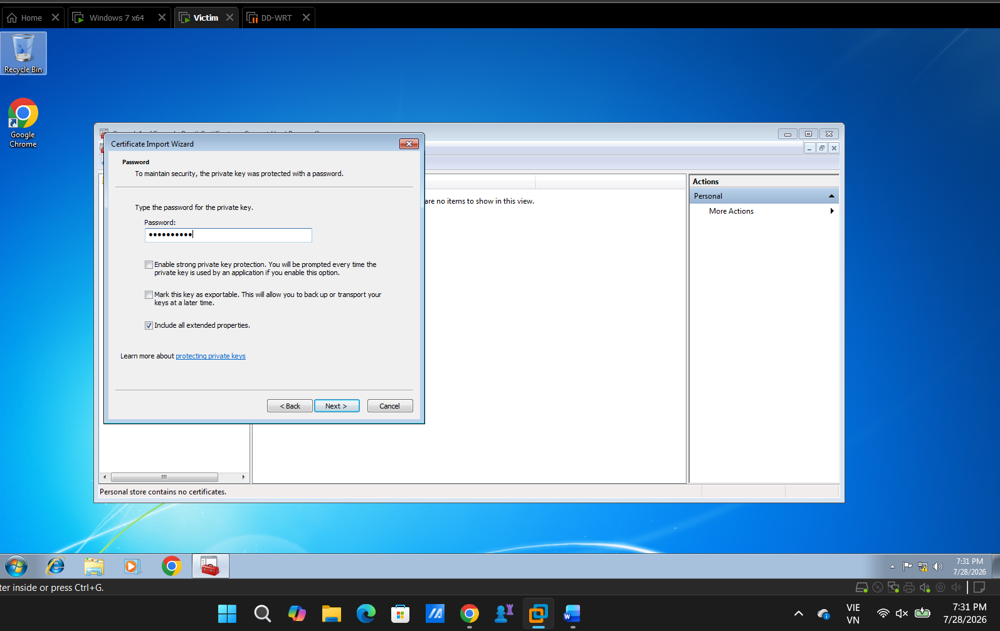 Home
Windows 7 x64
Victim
DD-WRT
Recycle Bin
Google
Chrome
Certificate Import Wizard
Password
To maintain security, the private key was protected with a password.
Type the password for the private key.
Password:
Enable strong private key protection. You will be prompted every time the
private key is used by an application if you enable this option.
Mark this key as exportable. This will allow you to back up or transport your
keys at a later time.
Include all extended properties.
Learn more about protecting private keys
< Back
Next >
Cancel
are no items to show in this view.
Actions
Personal
More Actions
Personal store contains no certificates.
7:31 PM
7/28/2026
ter inside or press Ctrl+G.
VIE
VN
7:31 PM
7/28/2026